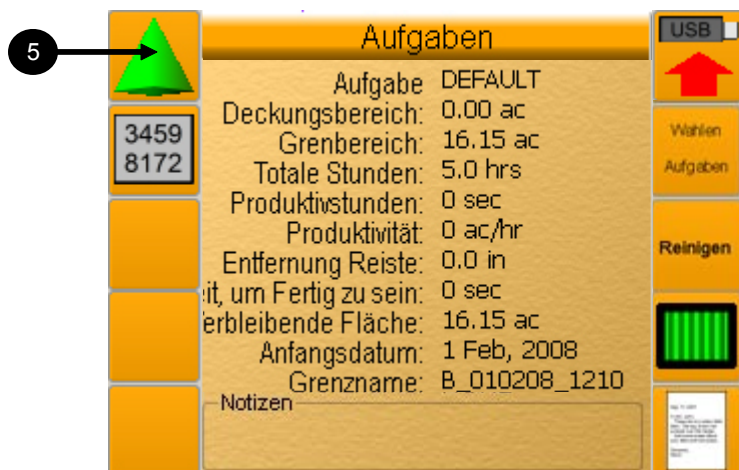 5
Aufgaben
USB
3459
8172
Wahlen
Aufgaben
Reinigen
Aufgabe DEFAULT
Deckungsbereich: 0.00 ac
Grenbereich: 16.15 ac
Totale Stunden: 5.0 hrs
Produktivstunden: 0 sec
Produktivität: 0 ac/hr
Entfernung Reiste: 0.0 in
it, um Fertig zu sein: 0 sec
erbleibende Fläche: 16.15 ac
Anfangsdatum: 1 Feb, 2008
Grenzname: B_010208_1210
Notizen